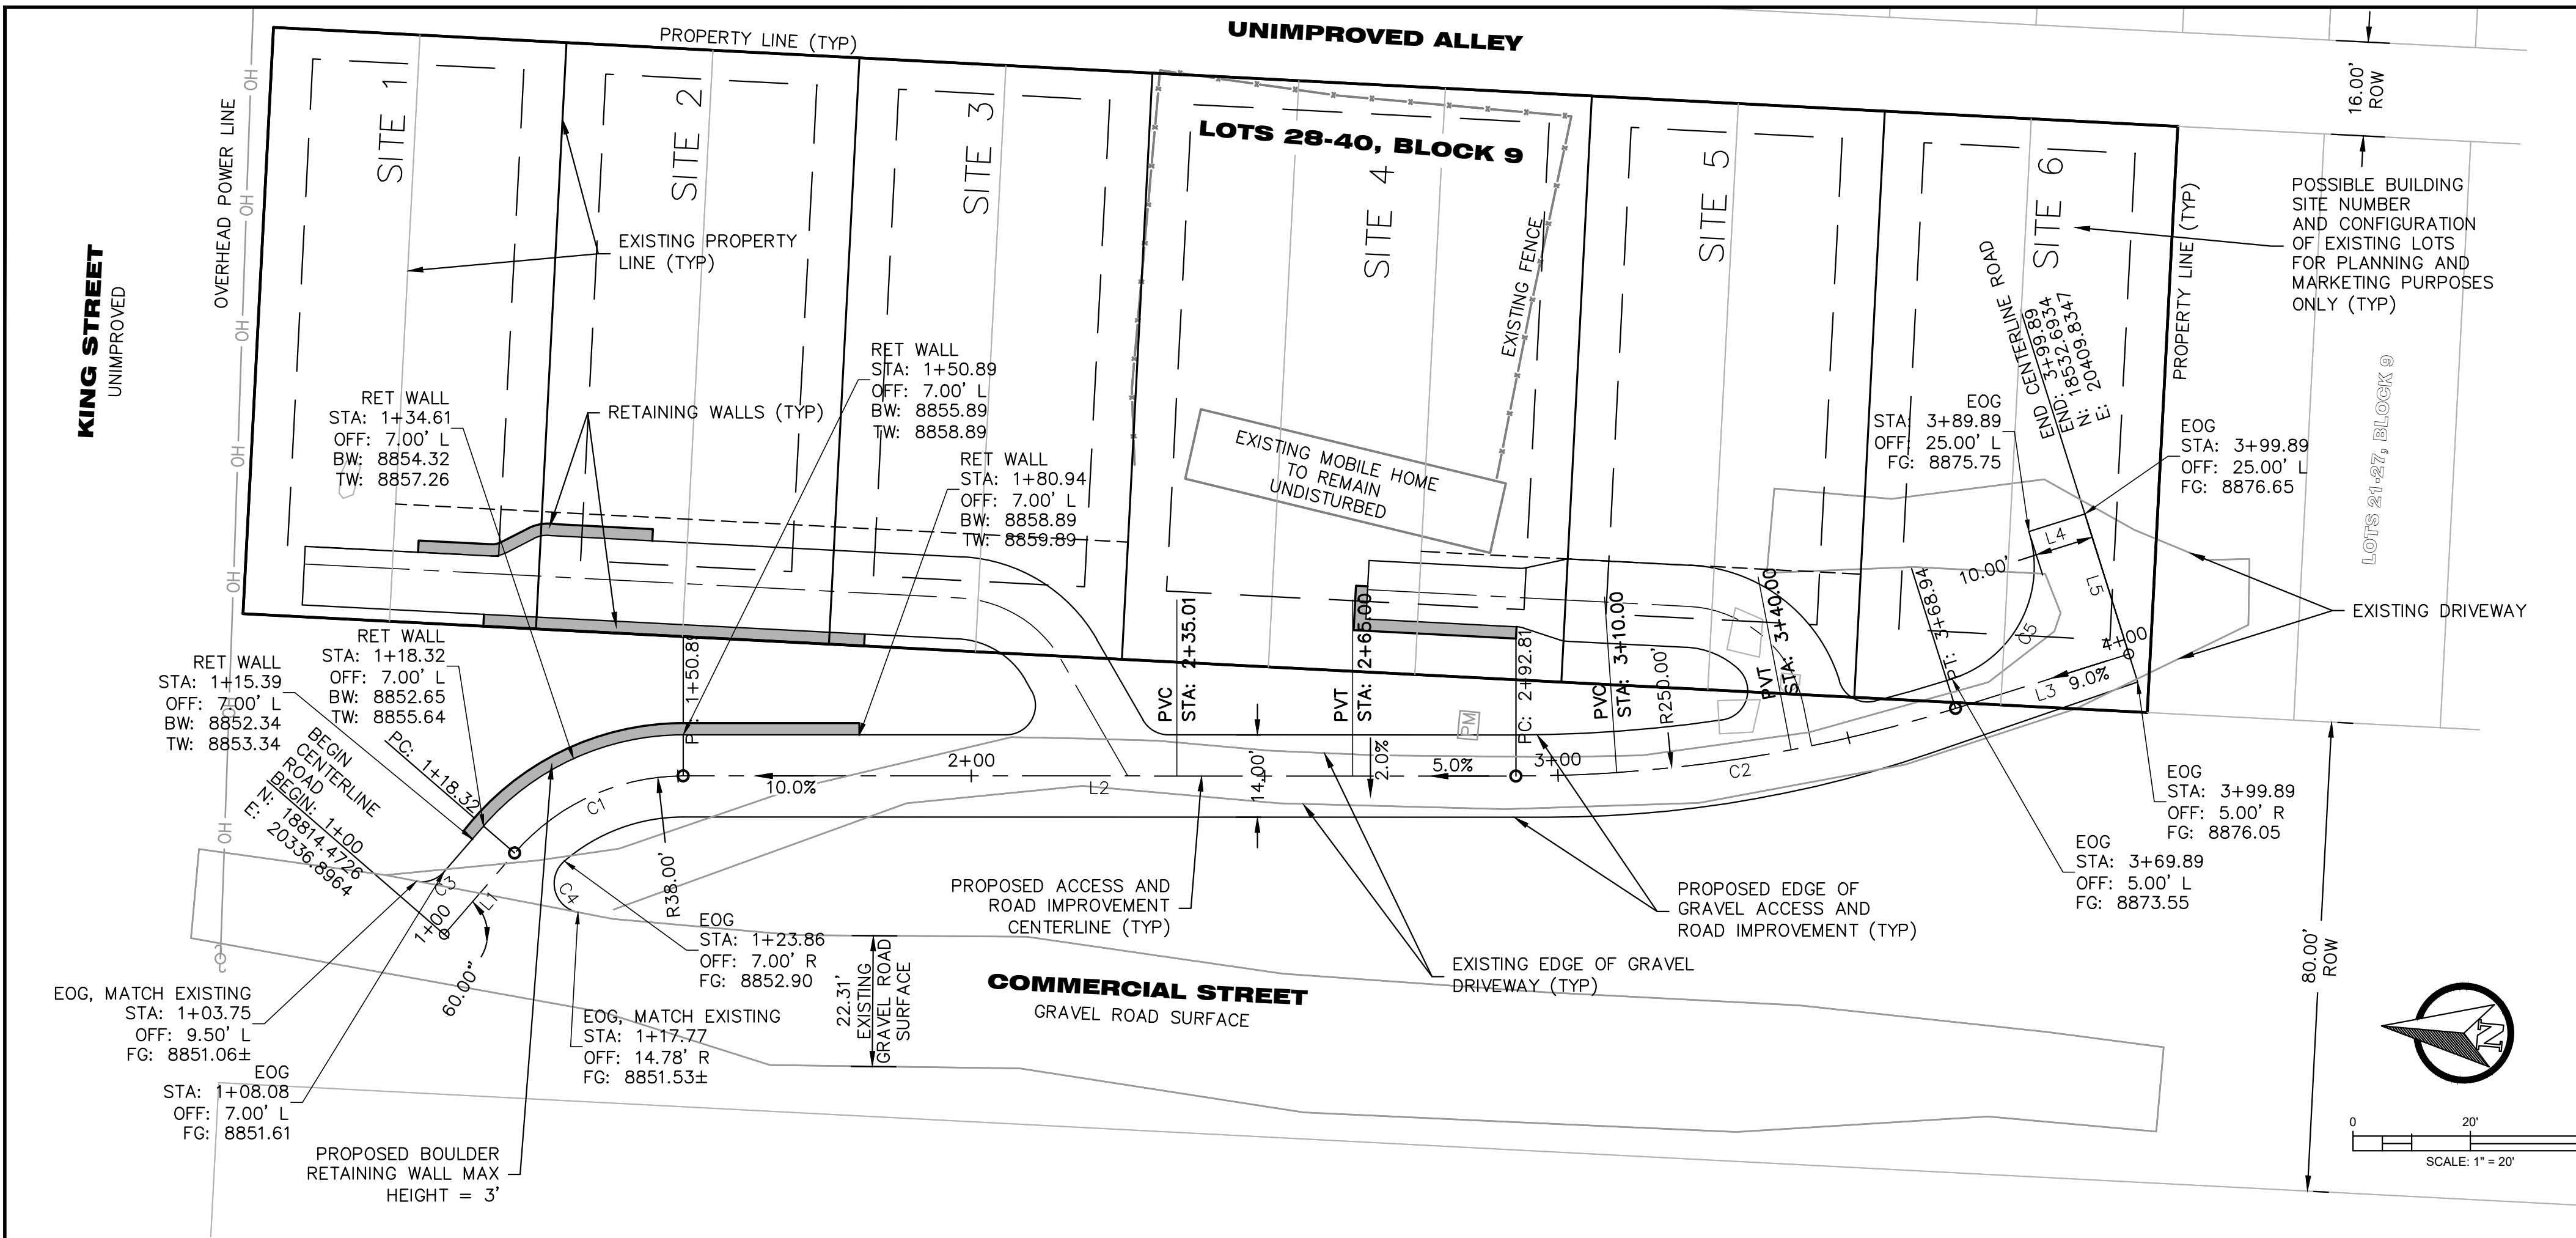 UNIMPROVED ALLEY
PROPERTY LINE (TYP)
16.00'
ROW
KING STREET
UNIMPROVED
OVERHEAD POWER LINE
OH
OH
OH
OH
OH
OH
OH
SITE 1
SITE 2
SITE 3
SITE 4
SITE 5
SITE 6
LOTS 28-40, BLOCK 9
EXISTING PROPERTY
LINE (TYP)
EXISTING FENCE
POSSIBLE BUILDING
SITE NUMBER
AND CONFIGURATION
OF EXISTING LOTS
FOR PLANNING AND
MARKETING PURPOSES
ONLY (TYP)
PROPERTY LINE (TYP)
LOTS 21-27, BLOCK 9
END CENTERLINE ROAD
END: 3+99.89
N: 18532.6934
E: 20409.8347
RET WALL
STA: 1+50.89
OFF: 7.00' L
BW: 8855.89
TW: 8858.89
RET WALL
STA: 1+34.61
OFF: 7.00' L
BW: 8854.32
TW: 8857.26
RETAINING WALLS (TYP)
RET WALL
STA: 1+80.94
OFF: 7.00' L
BW: 8858.89
TW: 8859.89
EXISTING MOBILE HOME
TO REMAIN
UNDISTURBED
EOG
STA: 3+89.89
OFF: 25.00' L
FG: 8875.75
EOG
STA: 3+99.89
OFF: 25.00' L
FG: 8876.65
L4
10.00'
L5
C5
EXISTING DRIVEWAY
RET WALL
STA: 1+18.32
OFF: 7.00' L
BW: 8852.65
TW: 8855.64
RET WALL
STA: 1+15.39
OFF: 7.00' L
BW: 8852.34
TW: 8853.34
BEGIN
CENTERLINE
ROAD
BEGIN: 1+00
N: 18814.4726
E: 20336.8964
PC: 1+18.32
1+50.89
PVC
STA: 2+35.01
PVT
STA: 2+65.00
PC: 2+92.81
PVC
STA: 3+10.00
R250.00'
PVT
STA: 3+40.00
PT: 3+68.94
4+00
L3
9.0%
PM
C1
10.0%
2+00
L2
14.00'
2.0%
5.0%
3+00
C2
R38.00'
C3
L1
1+00
60.00"
C4
EOG
STA: 1+23.86
OFF: 7.00' R
FG: 8852.90
PROPOSED ACCESS AND
ROAD IMPROVEMENT
CENTERLINE (TYP)
PROPOSED EDGE OF
GRAVEL ACCESS AND
ROAD IMPROVEMENT (TYP)
EOG
STA: 3+99.89
OFF: 5.00' R
FG: 8876.05
EOG
STA: 3+69.89
OFF: 5.00' L
FG: 8873.55
EXISTING EDGE OF GRAVEL
DRIVEWAY (TYP)
22.31'
EXISTING
GRAVEL ROAD
SURFACE
COMMERCIAL STREET
GRAVEL ROAD SURFACE
80.00'
ROW
EOG, MATCH EXISTING
STA: 1+03.75
OFF: 9.50' L
FG: 8851.06±
EOG, MATCH EXISTING
STA: 1+17.77
OFF: 14.78' R
FG: 8851.53±
EOG
STA: 1+08.08
OFF: 7.00' L
FG: 8851.61
PROPOSED BOULDER
RETAINING WALL MAX
HEIGHT = 3'
N
0
20'
SCALE: 1" = 20'